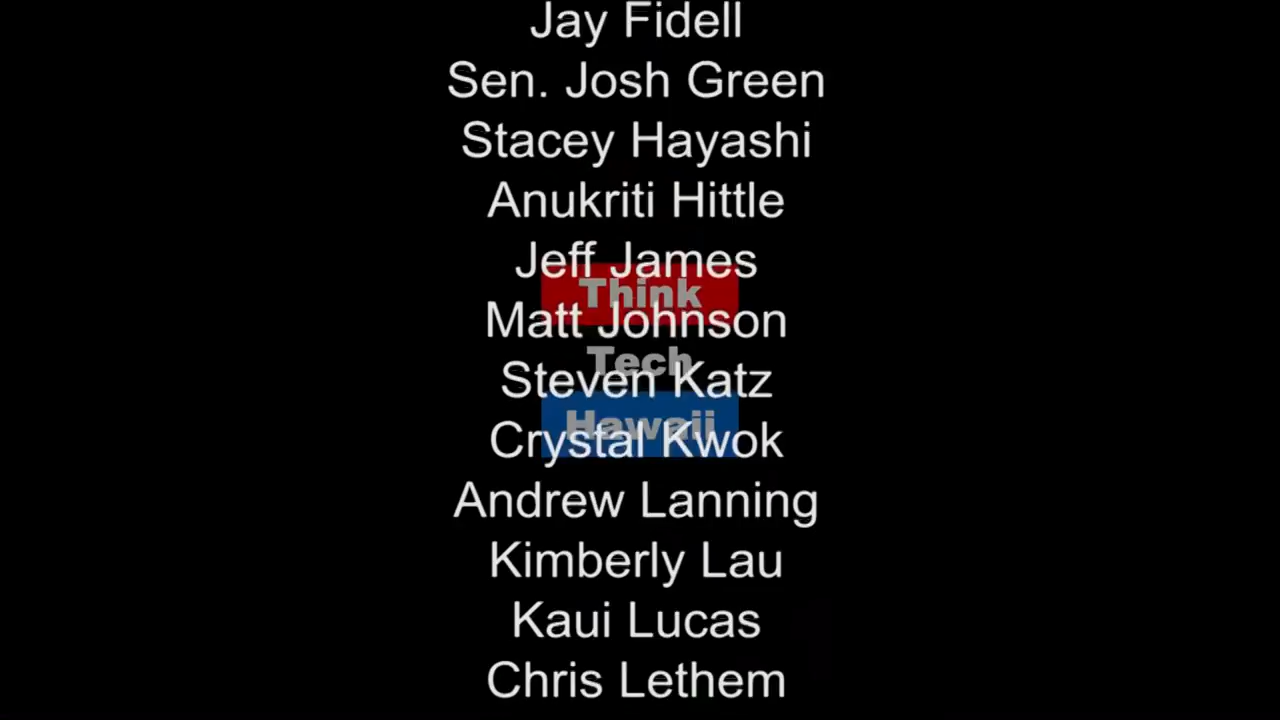 Jay Fidell
Sen. Josh Green
Stacey Hayashi
Anukriti Hittle
Jeff James
Think
Matt Johnson
Tech
Steven Katz
Hawaii
Crystal Kwok
Andrew Lanning
Kimberly Lau
Kaui Lucas
Chris Lethem